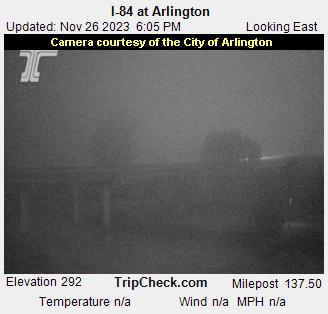 I-84 at Arlington
Updated: Nov 26 2023 6:05 PM Looking East
Camera courtesy of the City of Arlington
Elevation 292 TripCheck.com Milepost 137.50
Temperature n/a Wind n/a MPH n/a